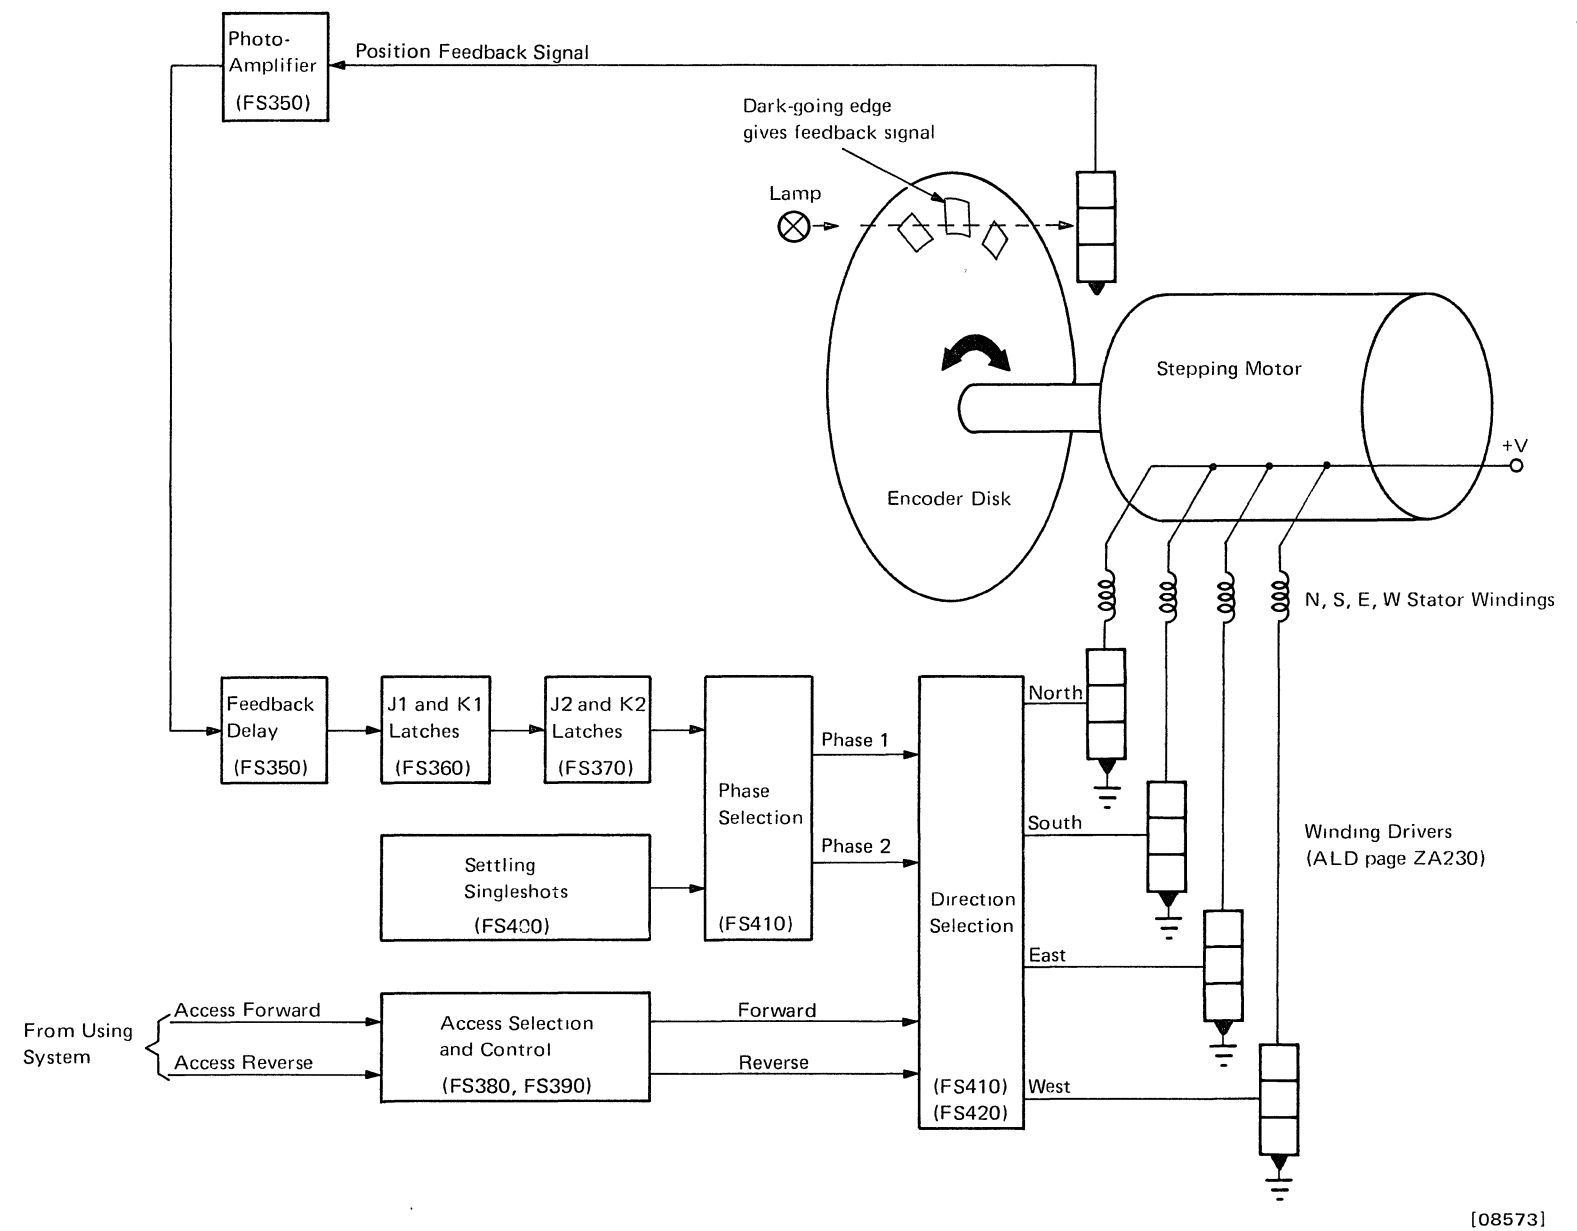 Photo-
Amplifier
(FS350)
Position Feedback Signal
Dark-going edge
gives feedback signal
Lamp
Stepping Motor
+V
Encoder Disk
N, S, E, W Stator Windings
Feedback
Delay
(FS350)
J1 and K1
Latches
(FS360)
J2 and K2
Latches
(FS370)
Phase
Selection
(FS410)
Phase 1
Phase 2
Settling
Singleshots
(FS400)
Direction
Selection
(FS410)
(FS420)
North
South
East
West
Winding Drivers
(ALD page ZA230)
From Using
System
Access Forward
Access Reverse
Access Selection
and Control
(FS380, FS390)
Forward
Reverse
[08573]